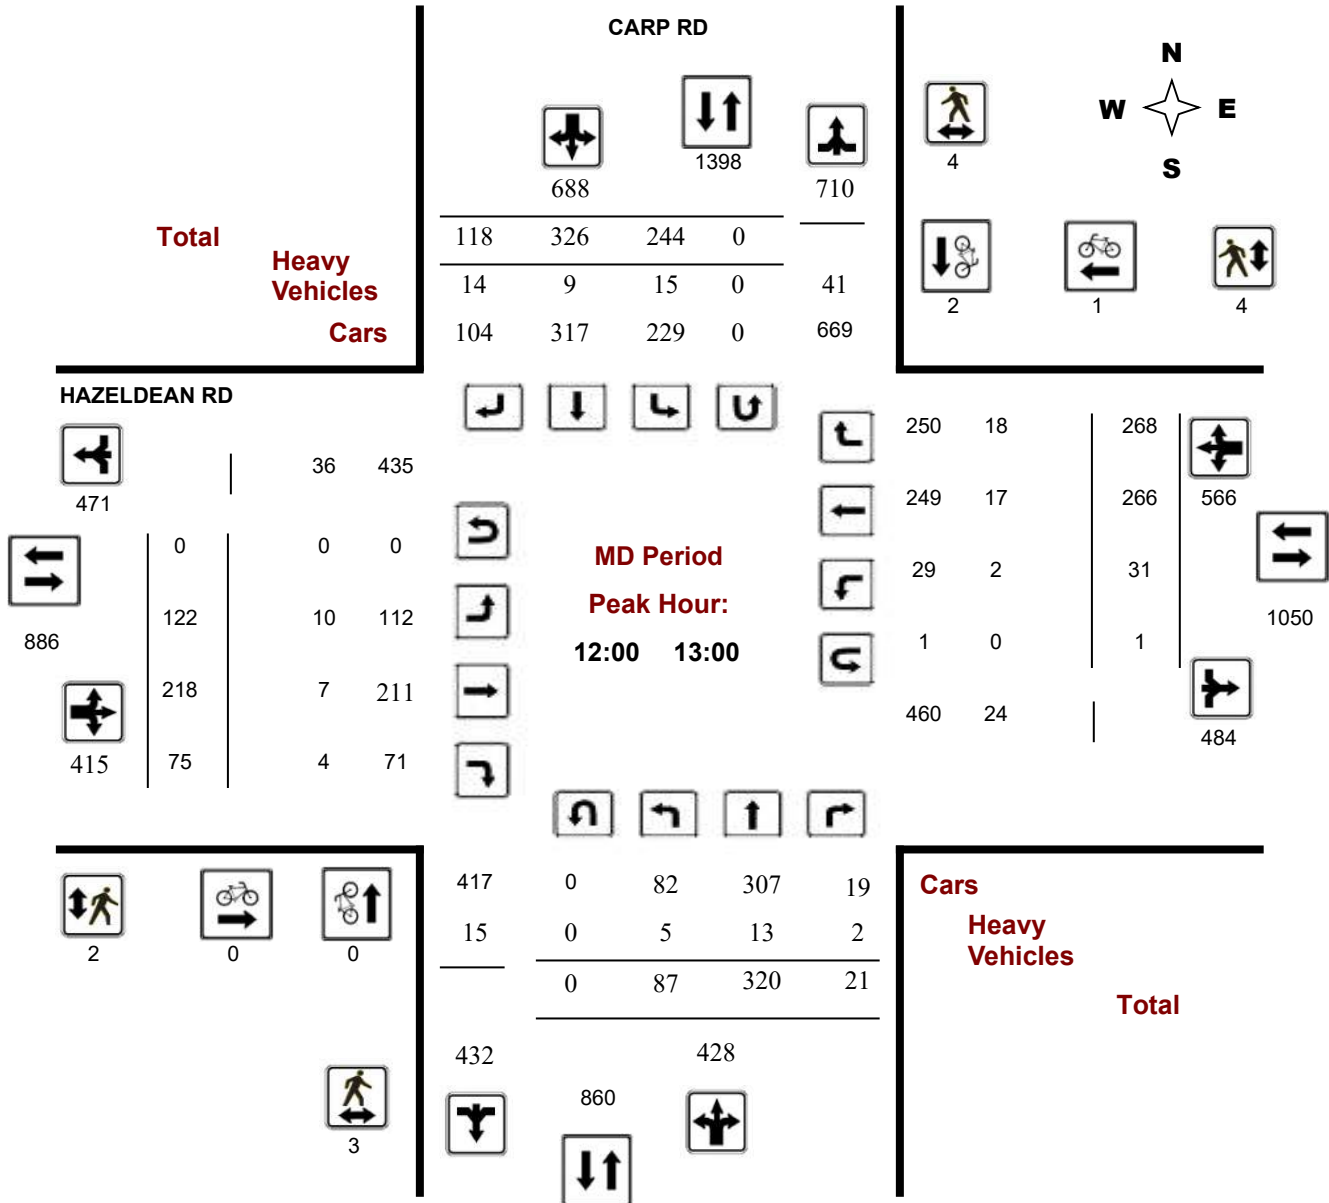 CARP RD
N
W E
S
1398
4
688
710
Total
118 326 244 0
Heavy
Vehicles
14 9 15 0 41
2 1 4
Cars
104 317 229 0 669
HAZELDEAN RD
250 18 268
36 435
471
249 17 266 566
0 0 0
MD Period
29 2 31
Peak Hour:
122 10 112
1050
886
12:00 13:00
1 0 1
218 7 211
460 24
484
415 75 4 71
417 0 82 307 19
Cars
15 0 5 13 2
Heavy
Vehicles
2 0 0
0 87 320 21
Total
432 428
860
3